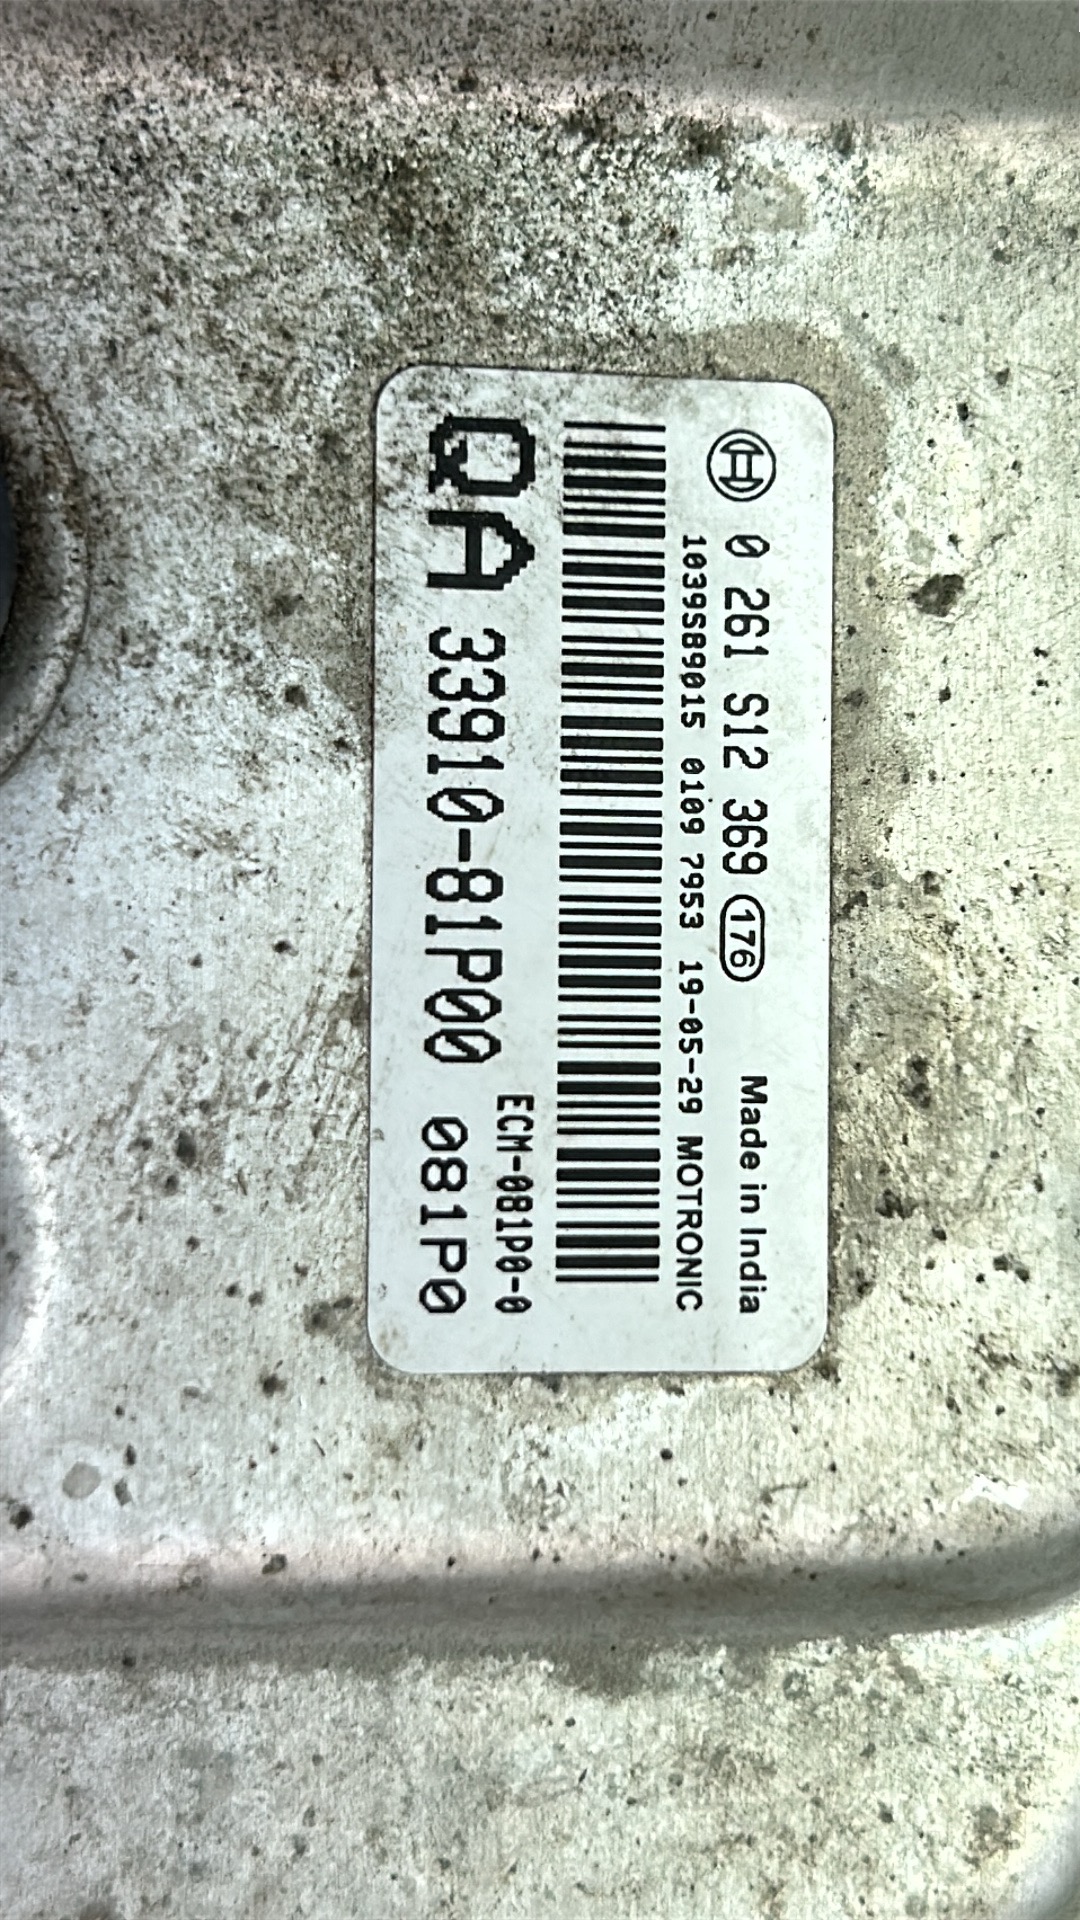 0 261 S12 369 176 Made in India
1039S89015 0109 7953 19-05-29 MOTRONIC
QA 33910-81P00 ECM-081P0-0
081P0